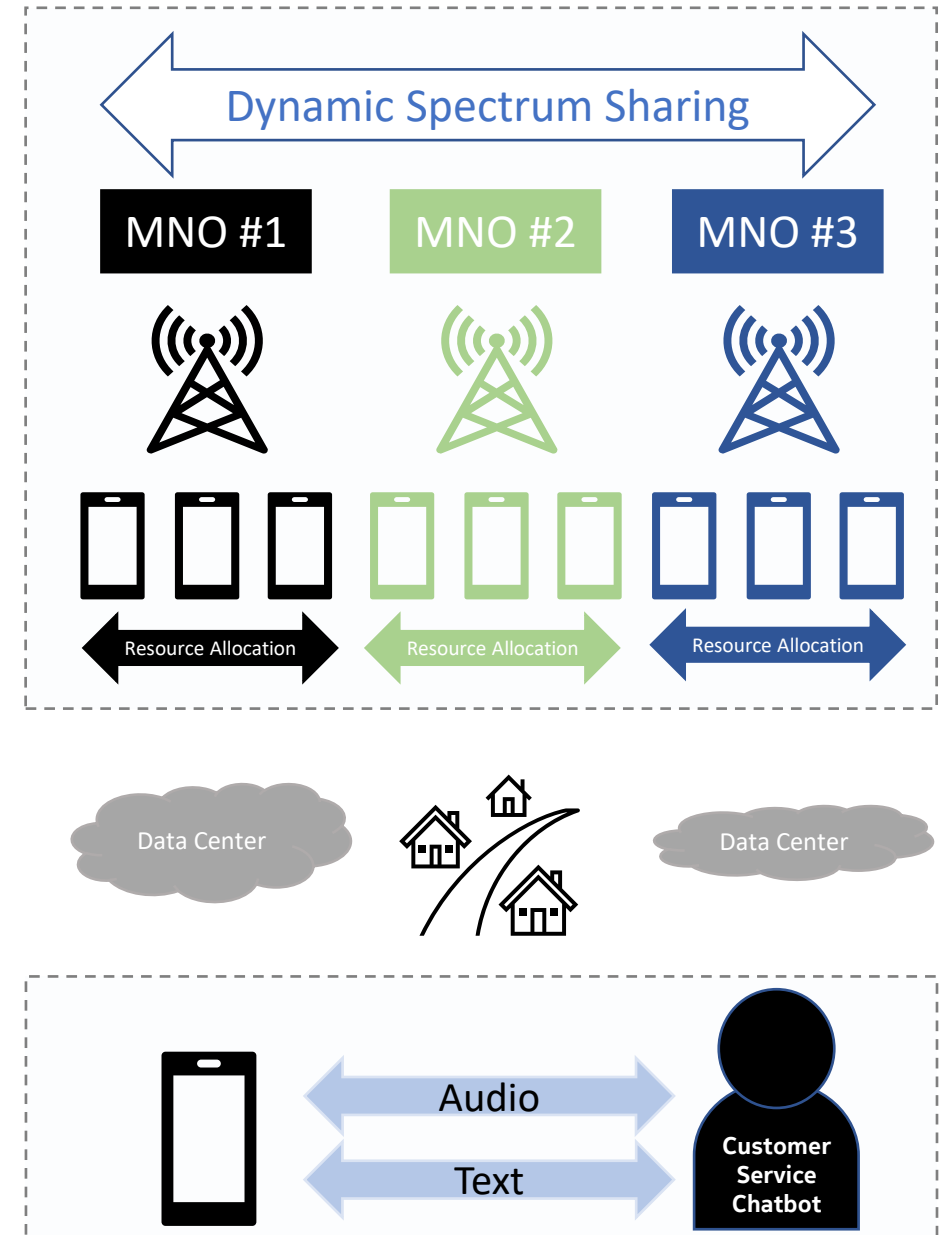 Dynamic Spectrum Sharing
MNO #1
MNO #2
MNO #3
Resource Allocation
Resource Allocation
Resource Allocation
Data Center
Data Center
Audio
Text
Customer
Service
Chatbot